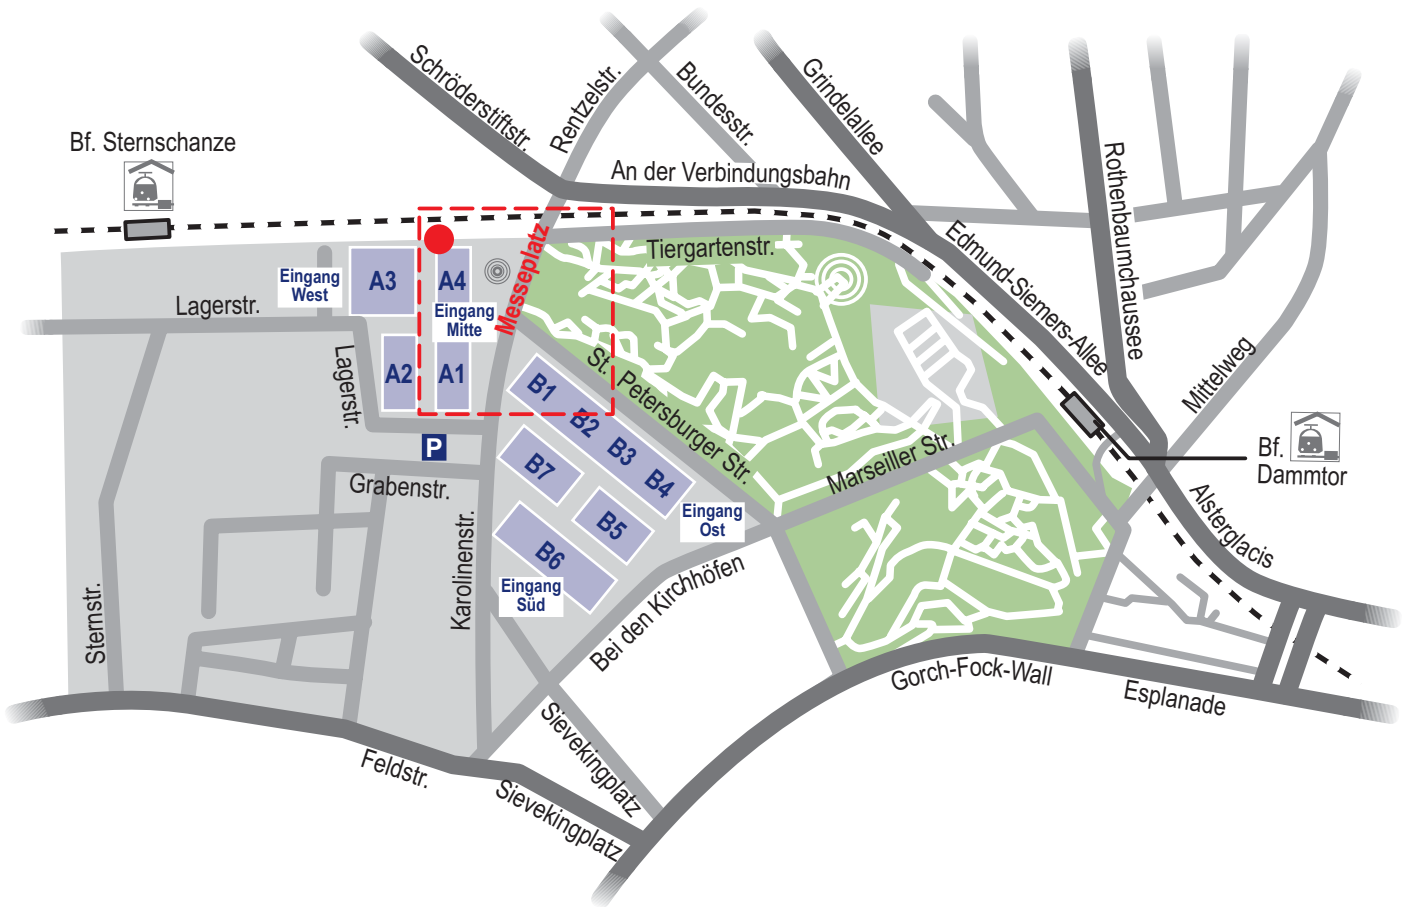 Schröderstiftstr.
Rentzelstr.
Bundesstr.
Grindelallee
Bf. Sternschanze
An der Verbindungsbahn
Rothenbaumchaussee
Edmund-Siemers-Allee
Tiergartenstr.
Messeplatz
Eingang
West
A3
A4
Lagerstr.
Eingang
Mitte
Lagerstr.
A2
A1
St. Petersburger Str.
Mittelweg
B1
B2
B3
B4
P
B7
Grabenstr.
Marseiller Str.
Bf.
Dammtor
Eingang
Ost
B5
Alsterglacis
B6
Karolinenstr.
Eingang
Süd
Bei den Kirchhöfen
Sternstr.
Gorch-Fock-Wall
Esplanade
Sievekingplatz
Feldstr.
Sievekingplatz